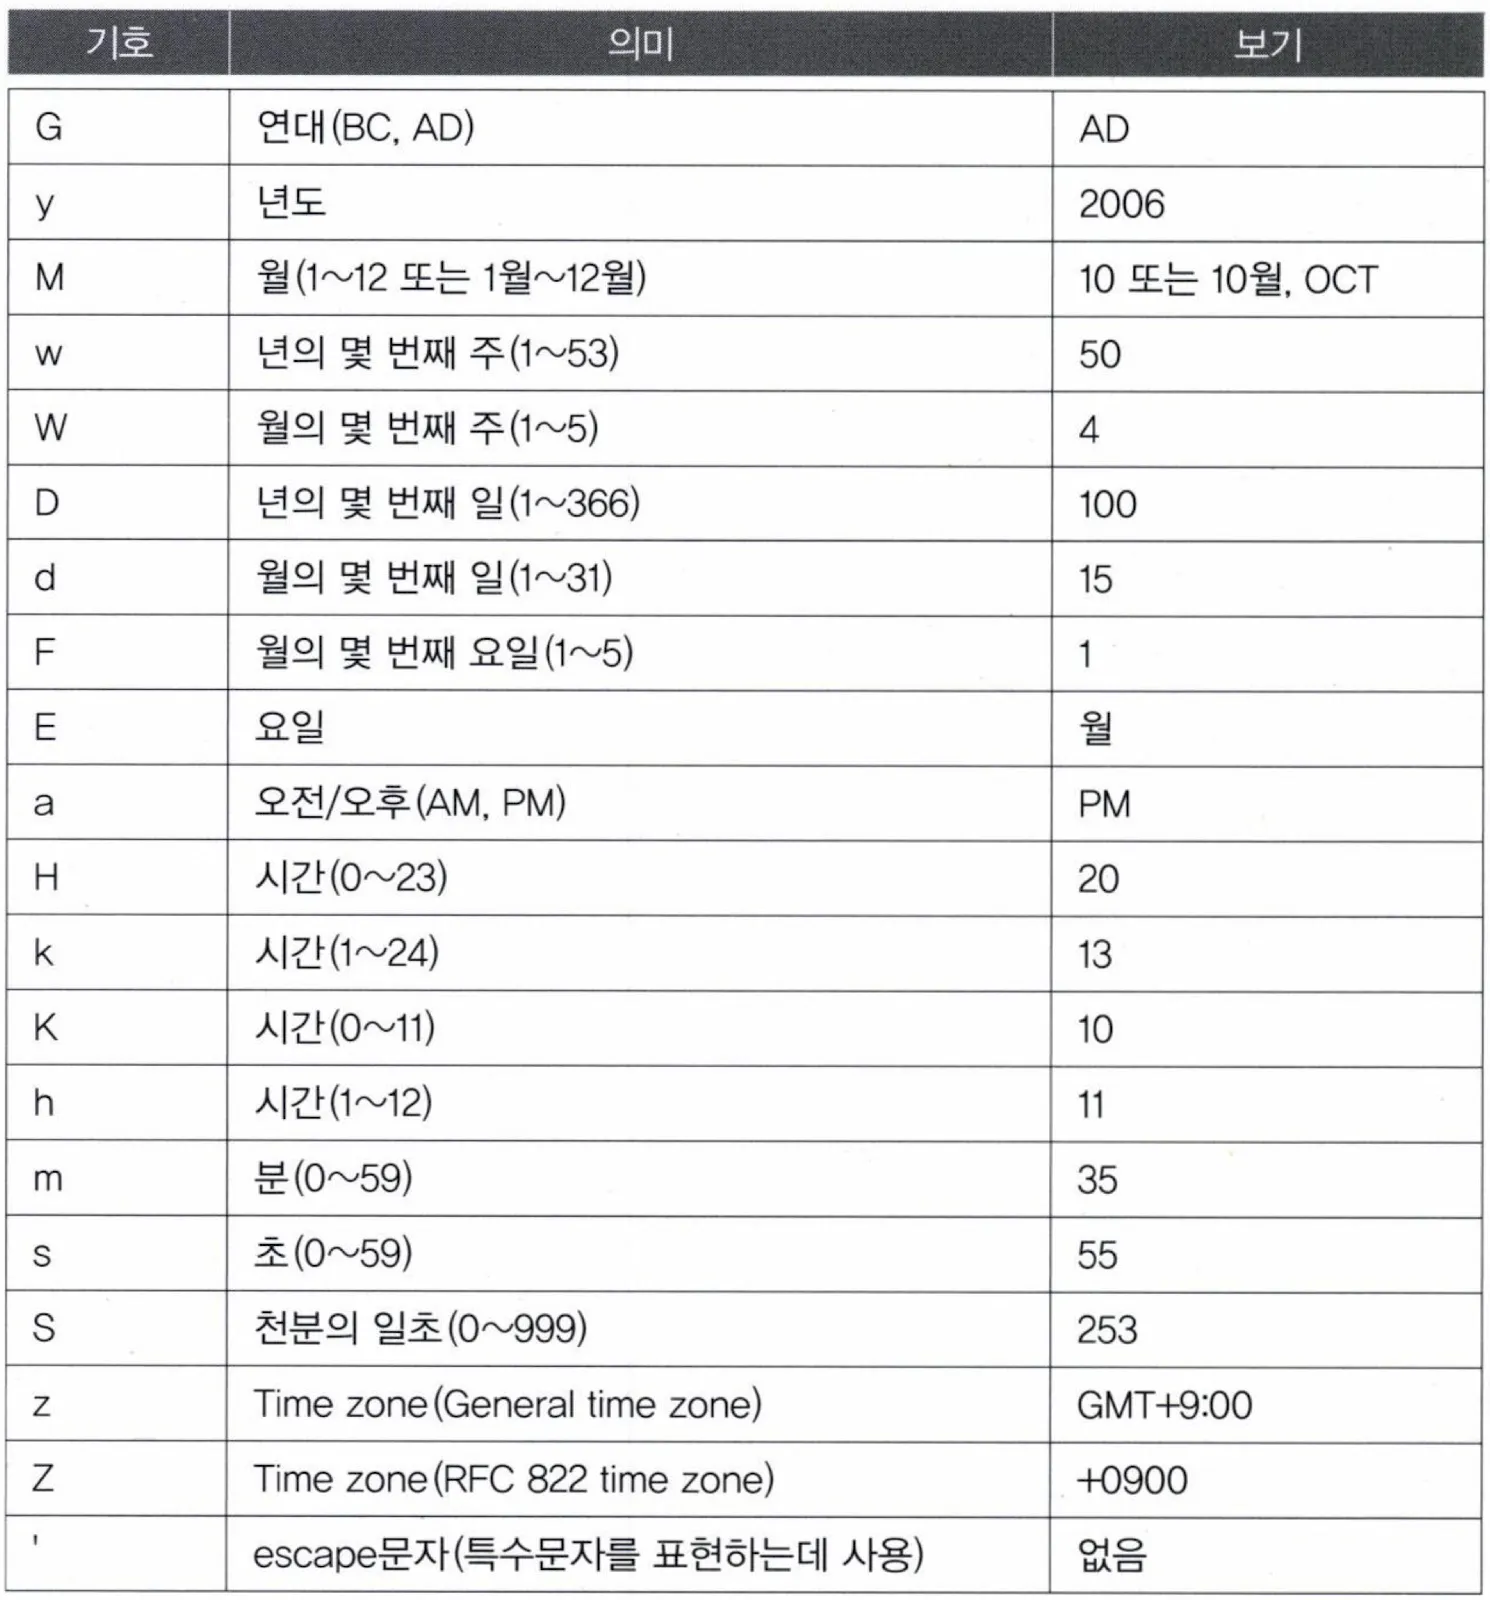 기호 의미 보기
G 연대(BC, AD) AD
y 년도 2006
M 월(1~12 또는 1월~12월) 10 또는 10월, OCT
w 년의 몇 번째 주(1~53) 50
W 월의 몇 번째 주(1~5) 4
D 년의 몇 번째 일(1~366) 100
d 월의 몇 번째 일(1~31) 15
F 월의 몇 번째 요일(1~5) 1
E 요일 월
a 오전/오후(AM, PM) PM
H 시간(0~23) 20
k 시간(1~24) 13
K 시간(0~11) 10
h 시간(1~12) 11
m 분(0~59) 35
s 초(0~59) 55
S 천분의 일초(0~999) 253
z Time zone(General time zone) GMT+9:00
Z Time zone(RFC 822 time zone) +0900
' escape문자(특수문자를 표현하는데 사용) 없음